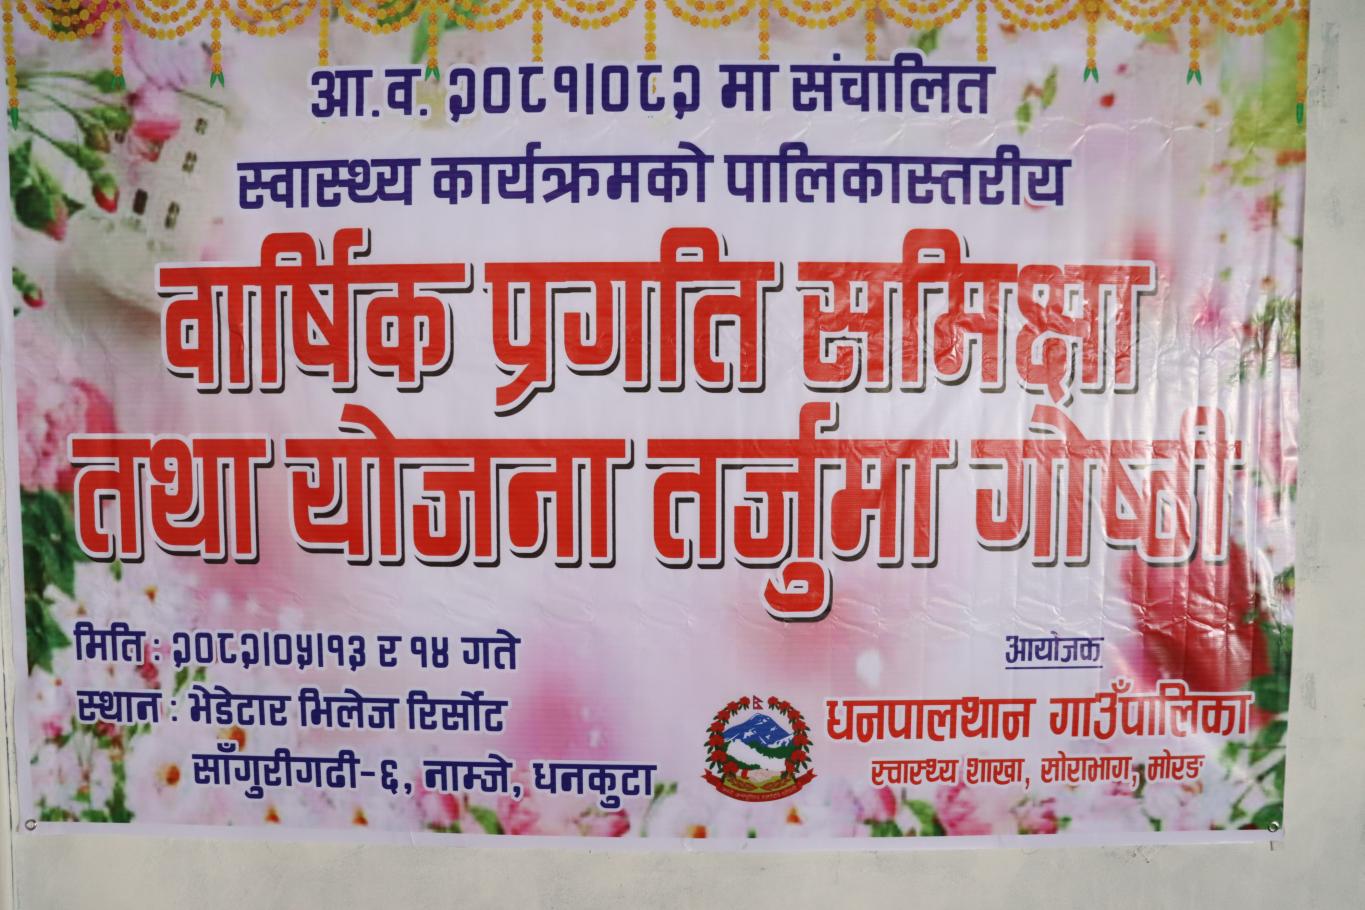 आ.व. २०८१।०८२ मा संचालित
स्वास्थ्य कार्यक्रमको पालिकास्तरीय
वार्षिक प्रगति समिक्षा
तथा योजना तर्जुमा गोष्ठी
मिति : २०८२।०५।१३ र १४ गते
स्थान : भेडेटार भिलेज रिर्सोट
साँगुरीगढी-६, नाम्जे, धनकुटा
आयोजक
धनपालथान गाउँपालिका
स्वास्थ्य शाखा, सोराभाग, मोरङ